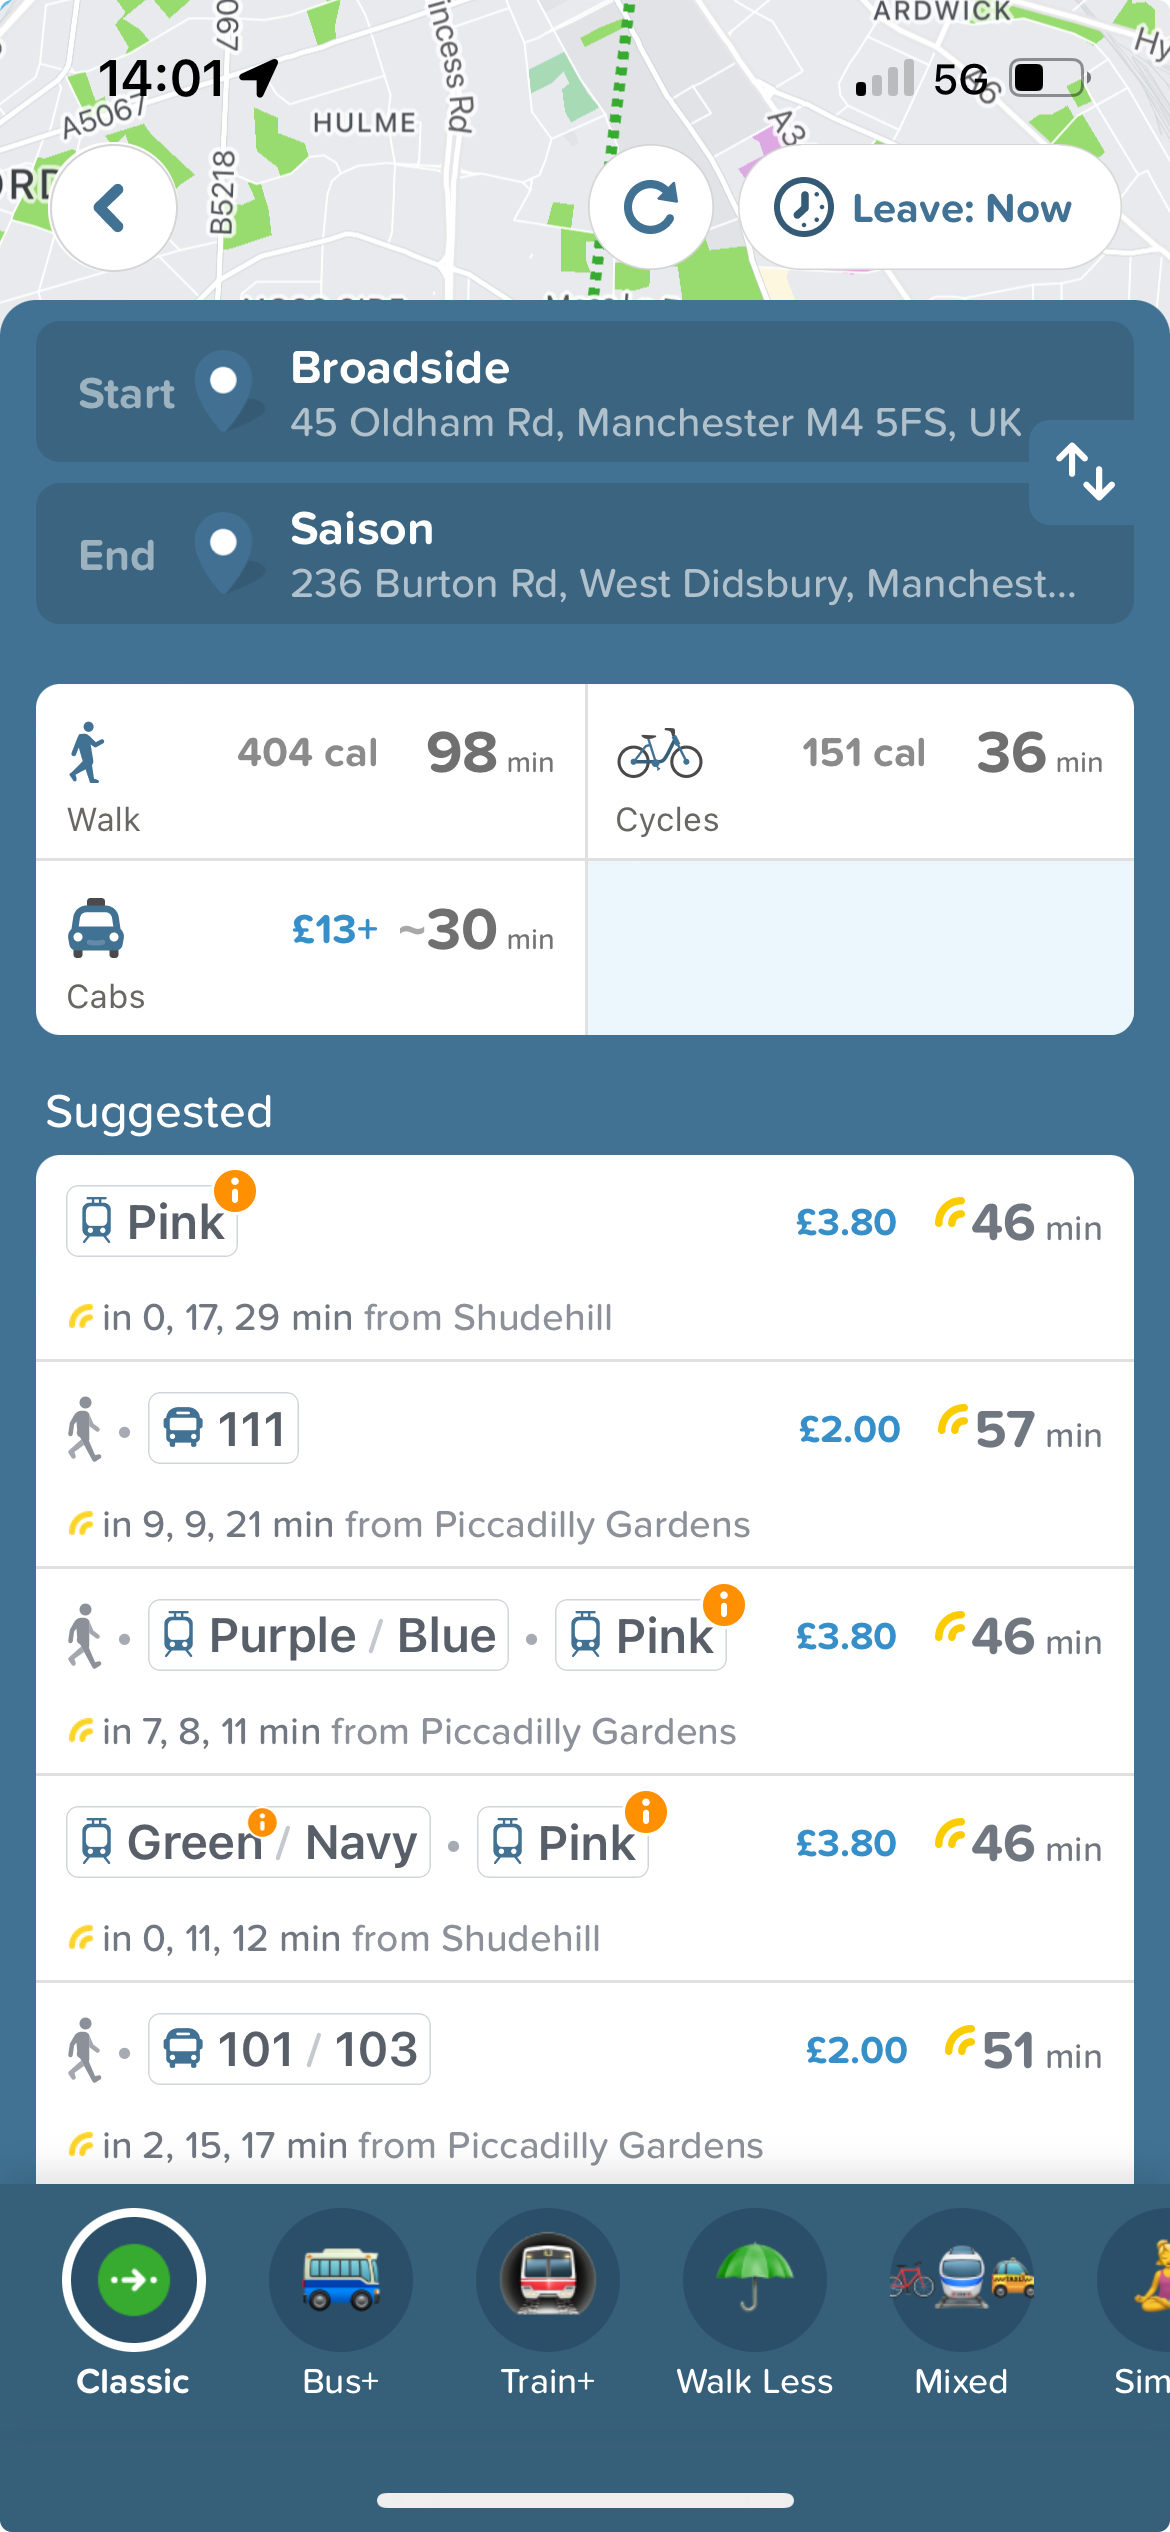 ARDWICK
Princess Rd
14:01
5G
A5067
HULME
B5218
Leave: Now
Start
Broadside
45 Oldham Rd, Manchester M4 5FS, UK
End
Saison
236 Burton Rd, West Didsbury, Manchest...
404 cal 98 min
Walk
151 cal 36 min
Cycles
£13+ ~30 min
Cabs
Suggested
Pink £3.80 46 min
in 0, 17, 29 min from Shudehill
111 £2.00 57 min
in 9, 9, 21 min from Piccadilly Gardens
Purple / Blue • Pink £3.80 46 min
in 7, 8, 11 min from Piccadilly Gardens
Green / Navy • Pink £3.80 46 min
in 0, 11, 12 min from Shudehill
101 / 103 £2.00 51 min
in 2, 15, 17 min from Piccadilly Gardens
Classic
Bus+
Train+
Walk Less
Mixed
Sim